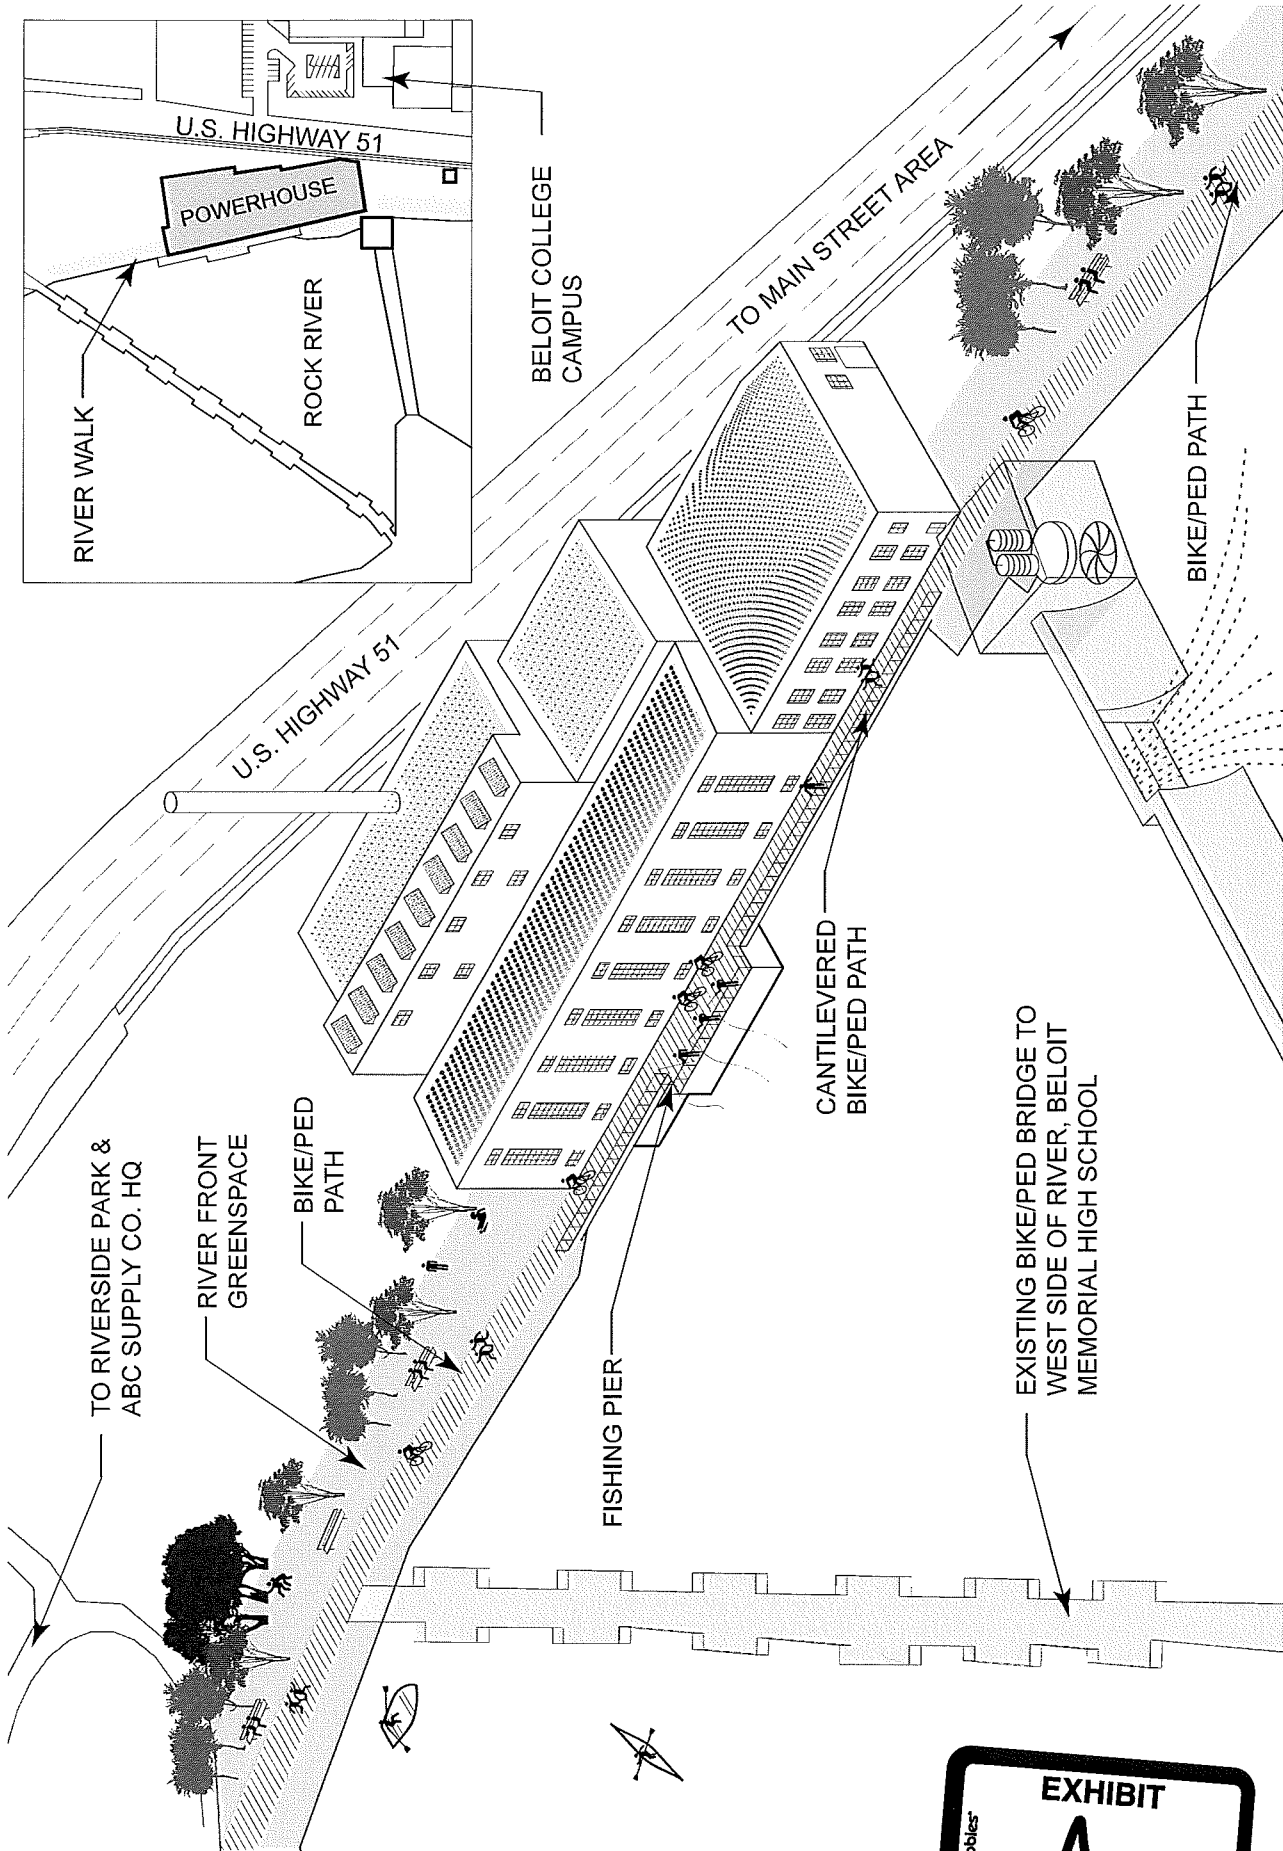 RIVER WALK
U.S. HIGHWAY 51
POWERHOUSE
ROCK RIVER
BELOIT COLLEGE
CAMPUS
TO RIVERSIDE PARK &
ABC SUPPLY CO. HQ
RIVER FRONT
GREENSPACE
BIKE/PED
PATH
U.S. HIGHWAY 51
TO MAIN STREET AREA
FISHING PIER
CANTILEVERED
BIKE/PED PATH
BIKE/PED PATH
EXISTING BIKE/PED BRIDGE TO
WEST SIDE OF RIVER, BELOIT
MEMORIAL HIGH SCHOOL
EXHIBIT